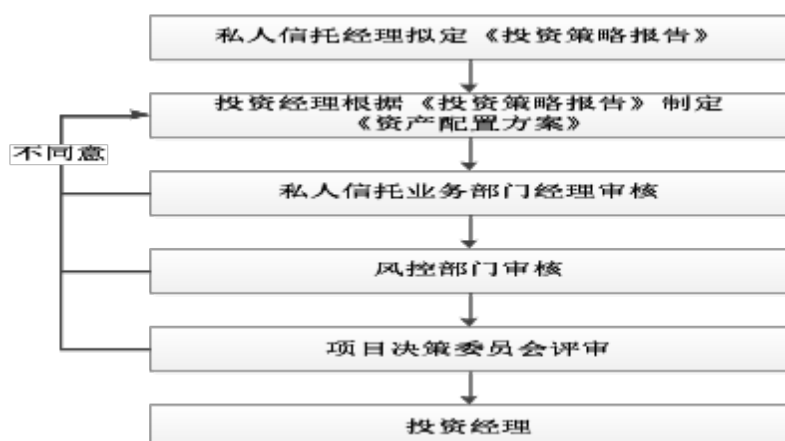 私人信托经理拟定《投资策略报告》
投资经理根据《投资策略报告》制定
《资产配置方案》
不同意
私人信托业务部门经理审核
风控部门审核
项目决策委员会评审
投资经理